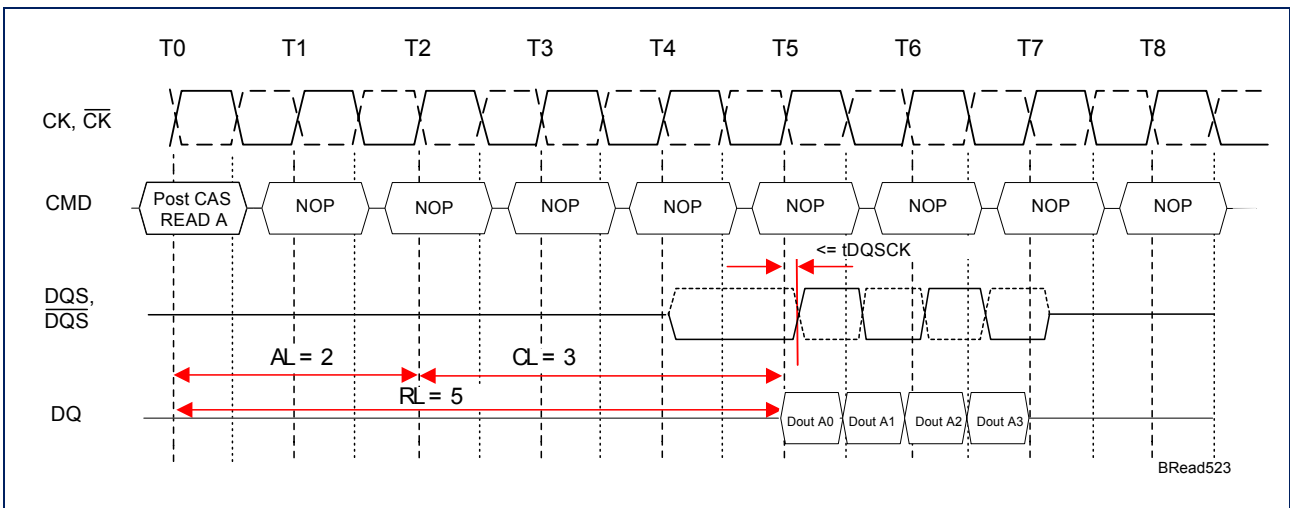 T0 T1 T2 T3 T4 T5 T6 T7 T8
CK, CK
CMD
Post CAS
READ A
NOP NOP NOP NOP NOP NOP NOP NOP
<= tDQSCK
DQS,
DQS
AL = 2 CL = 3
RL = 5
DQ
Dout A0 Dout A1 Dout A2 Dout A3
BRead523